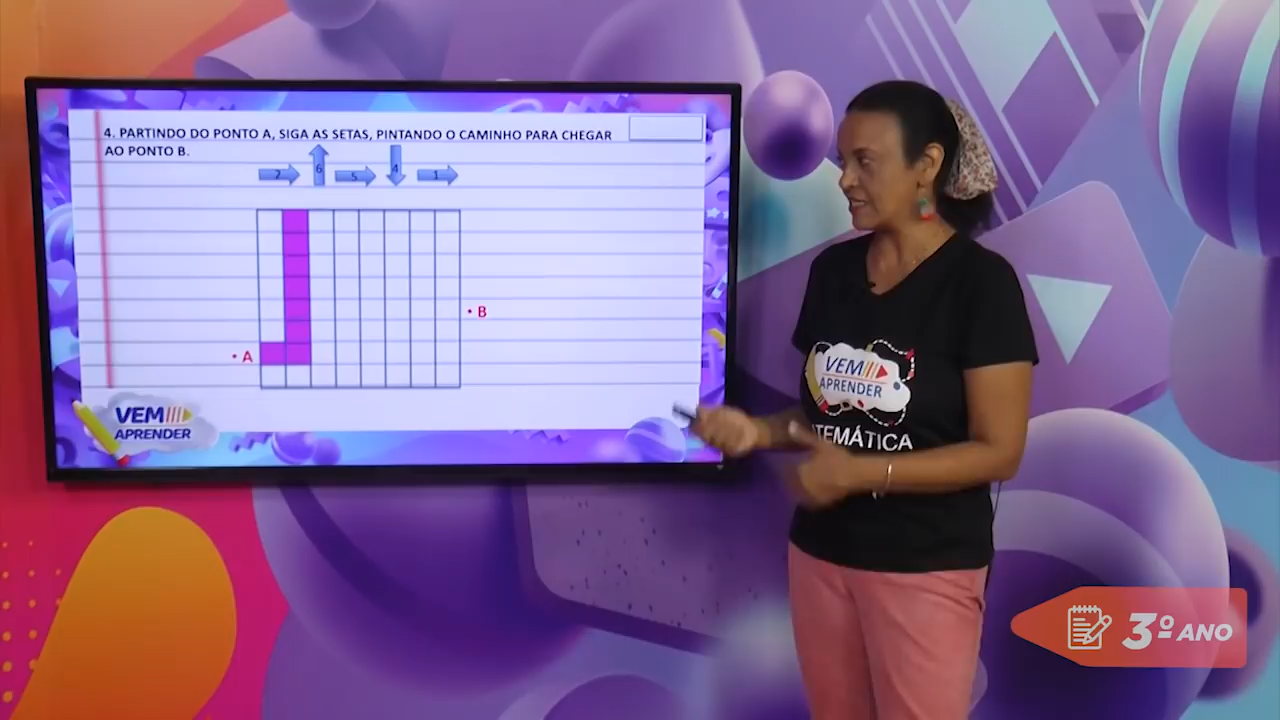 4. PARTINDO DO PONTO A, SIGA AS SETAS, PINTANDO O CAMINHO PARA CHEGAR
AO PONTO B.
2 6 5 4 1
• B
• A
VEM
APRENDER
VEM
APRENDER
TEMÁTICA
3º ANO